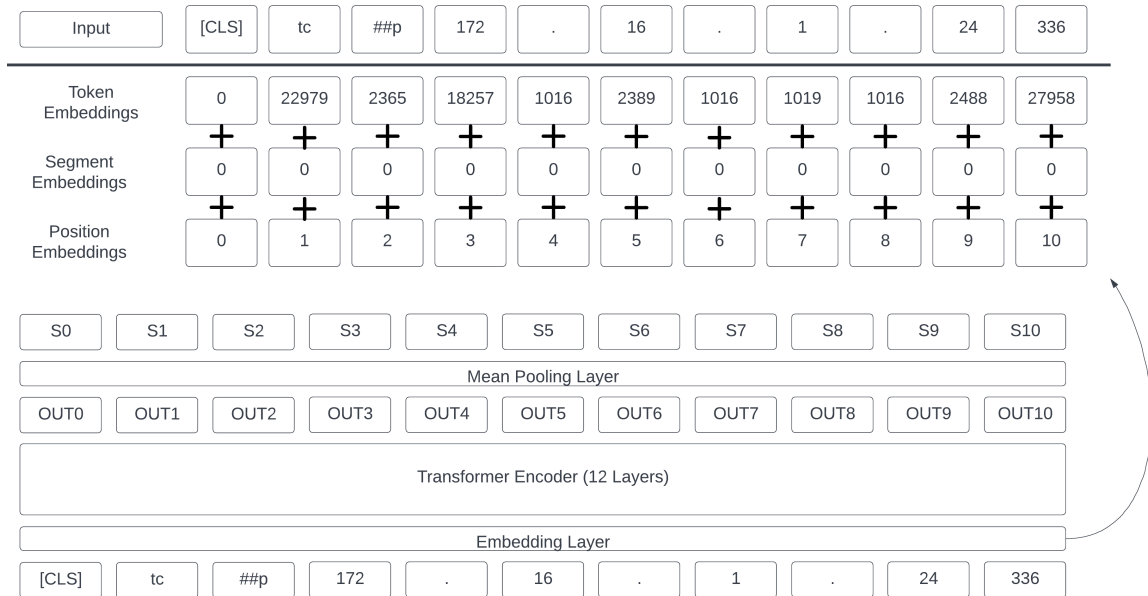 Input [CLS] tc ##p 172 . 16 . 1 . 24 336
Token
Embeddings
0 22979 2365 18257 1016 2389 1016 1019 1016 2488 27958
+ + + + + + + + + + +
Segment
Embeddings
0 0 0 0 0 0 0 0 0 0 0
+ + + + + + + + + + +
Position
Embeddings
0 1 2 3 4 5 6 7 8 9 10
S0 S1 S2 S3 S4 S5 S6 S7 S8 S9 S10
Mean Pooling Layer
OUT0 OUT1 OUT2 OUT3 OUT4 OUT5 OUT6 OUT7 OUT8 OUT9 OUT10
Transformer Encoder (12 Layers)
Embedding Layer
[CLS] tc ##p 172 . 16 . 1 . 24 336